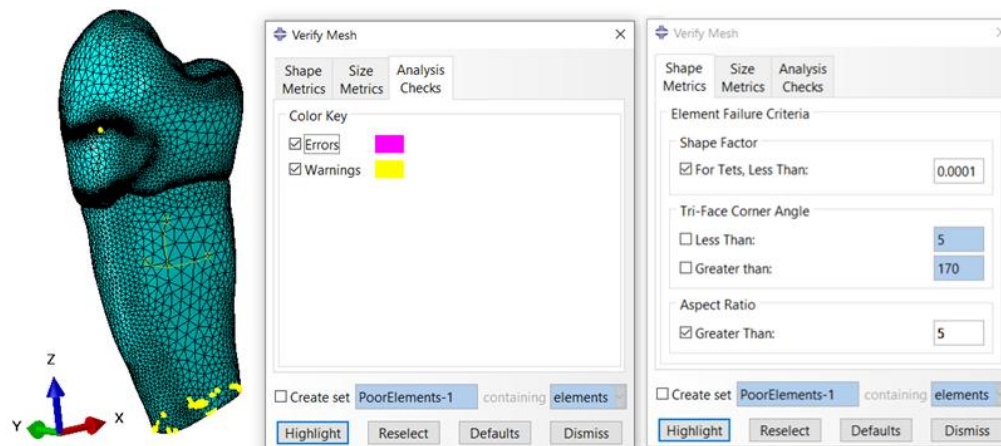 Z
Y
X
Verify Mesh
Shape Metrics
Size Metrics
Analysis Checks
Color Key
Errors
Warnings
Create set PoorElements-1 containing elements
Highlight Reselect Defaults Dismiss
Verify Mesh
Shape Metrics
Size Metrics
Analysis Checks
Element Failure Criteria
Shape Factor
For Tets, Less Than: 0.0001
Tri-Face Corner Angle
Less Than: 5
Greater than: 170
Aspect Ratio
Greater Than: 5
Create set PoorElements-1 containing elements
Highlight Reselect Defaults Dismiss